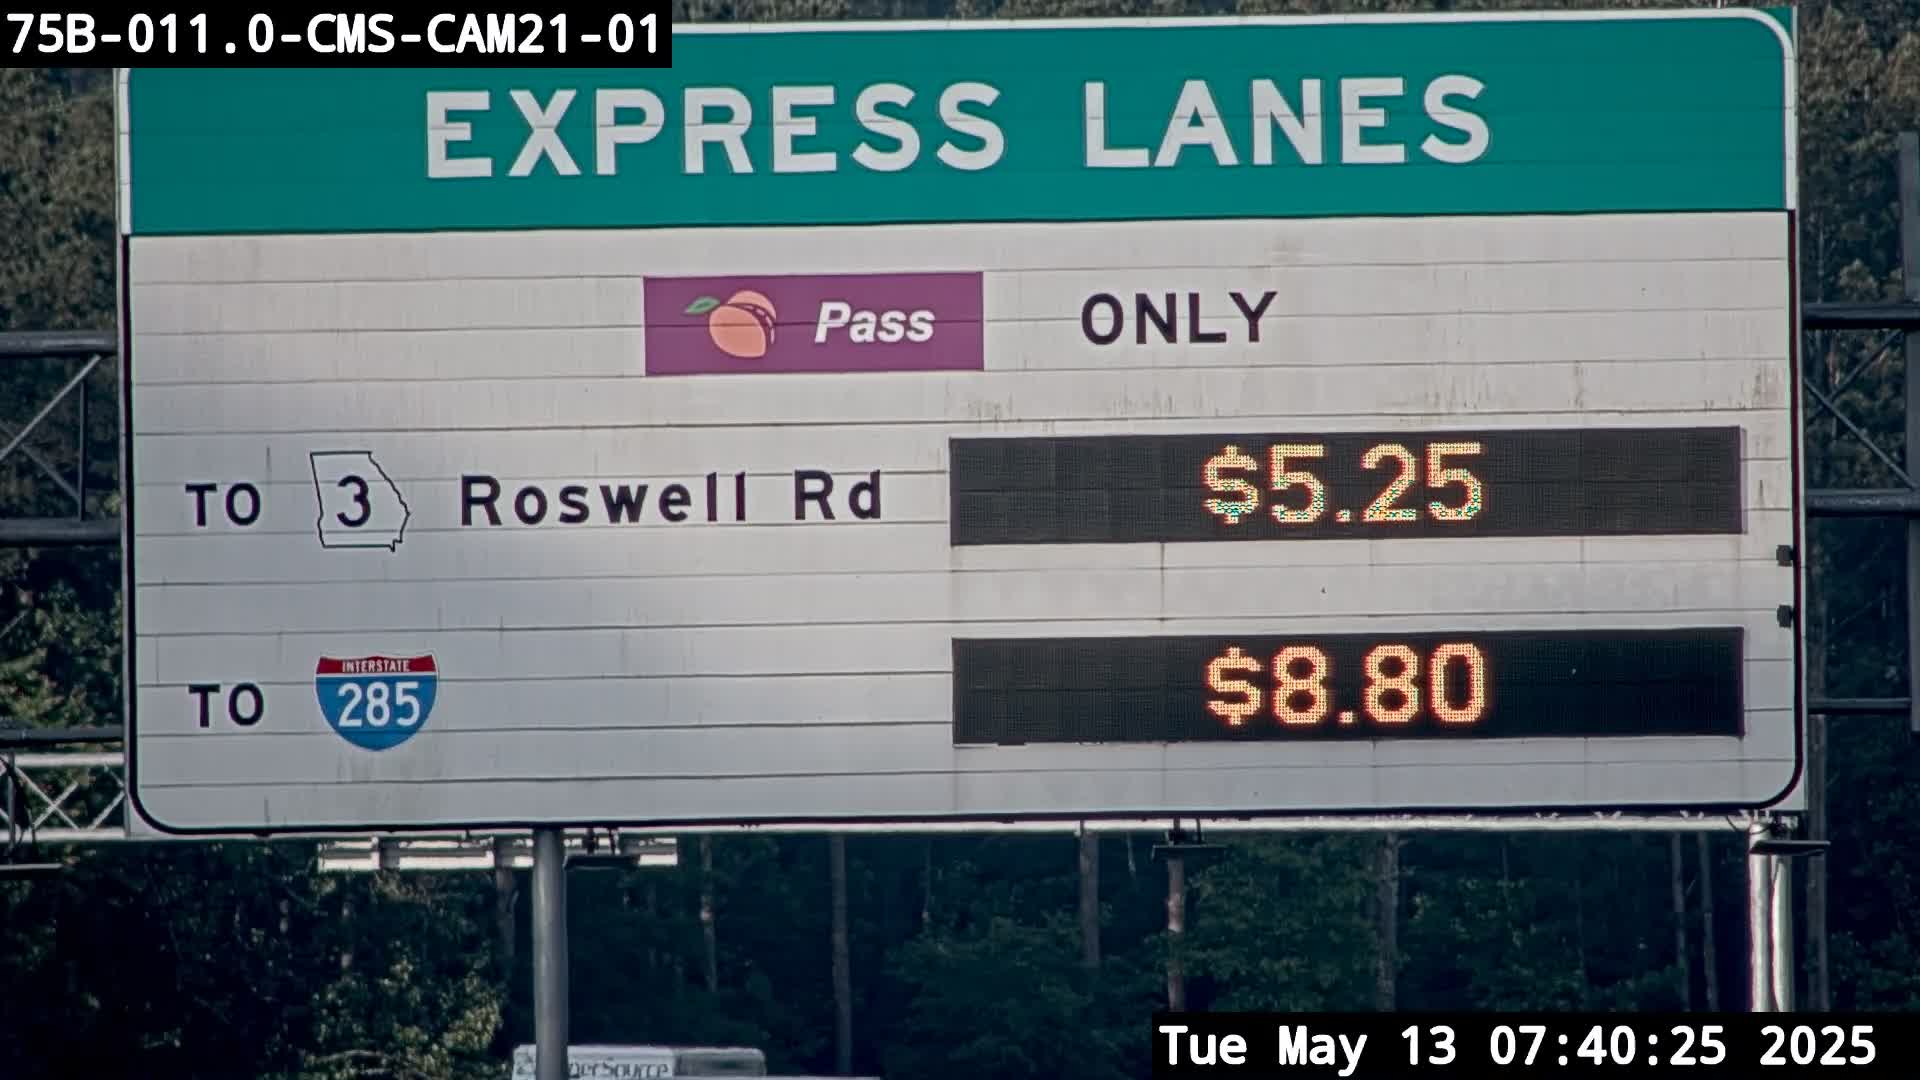 75B-011.0-CMS-CAM21-01
EXPRESS LANES
Pass ONLY
TO 3 Roswell Rd $5.25
INTERSTATE
TO 285 $8.80
Tue May 13 07:40:25 2025